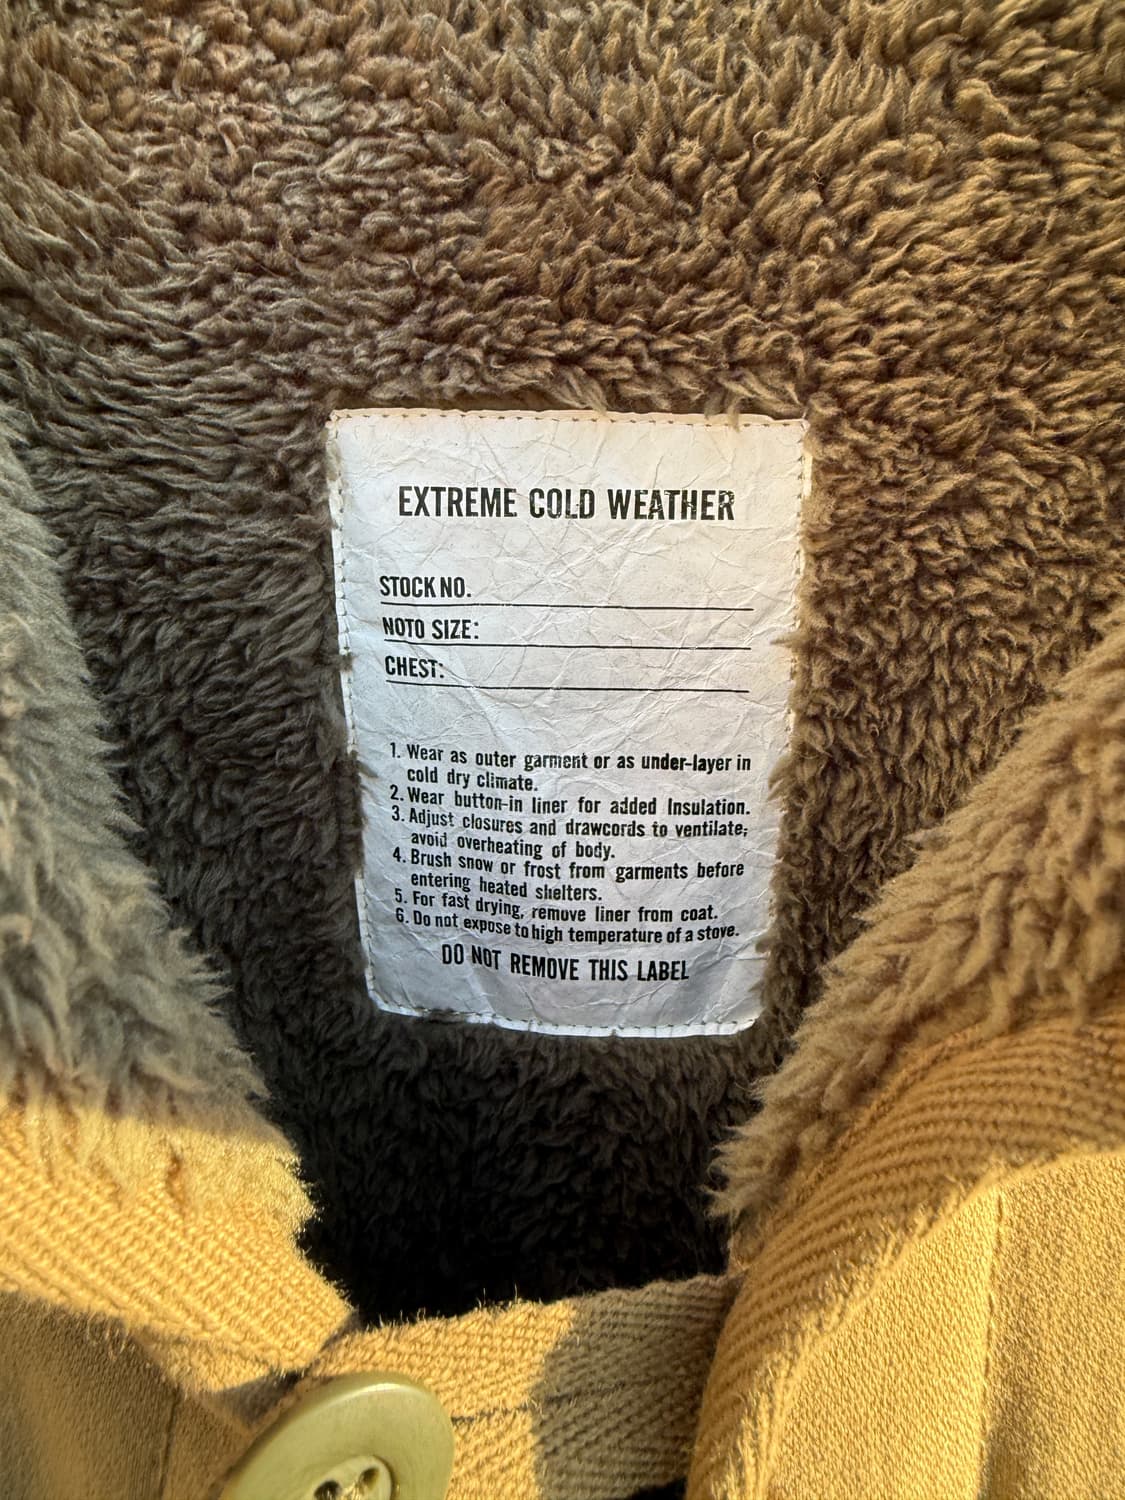 EXTREME COLD WEATHER
STOCK NO.
NOTO SIZE:
CHEST:
1. Wear as outer garment or as under-layer in
cold dry climate.
2. Wear button-in liner for added Insulation.
3. Adjust closures and drawcords to ventilate;
avoid overheating of body.
4. Brush snow or frost from garments before
entering heated shelters.
5. For fast drying, remove liner from coat.
6. Do not expose to high temperature of a stove.
DO NOT REMOVE THIS LABEL